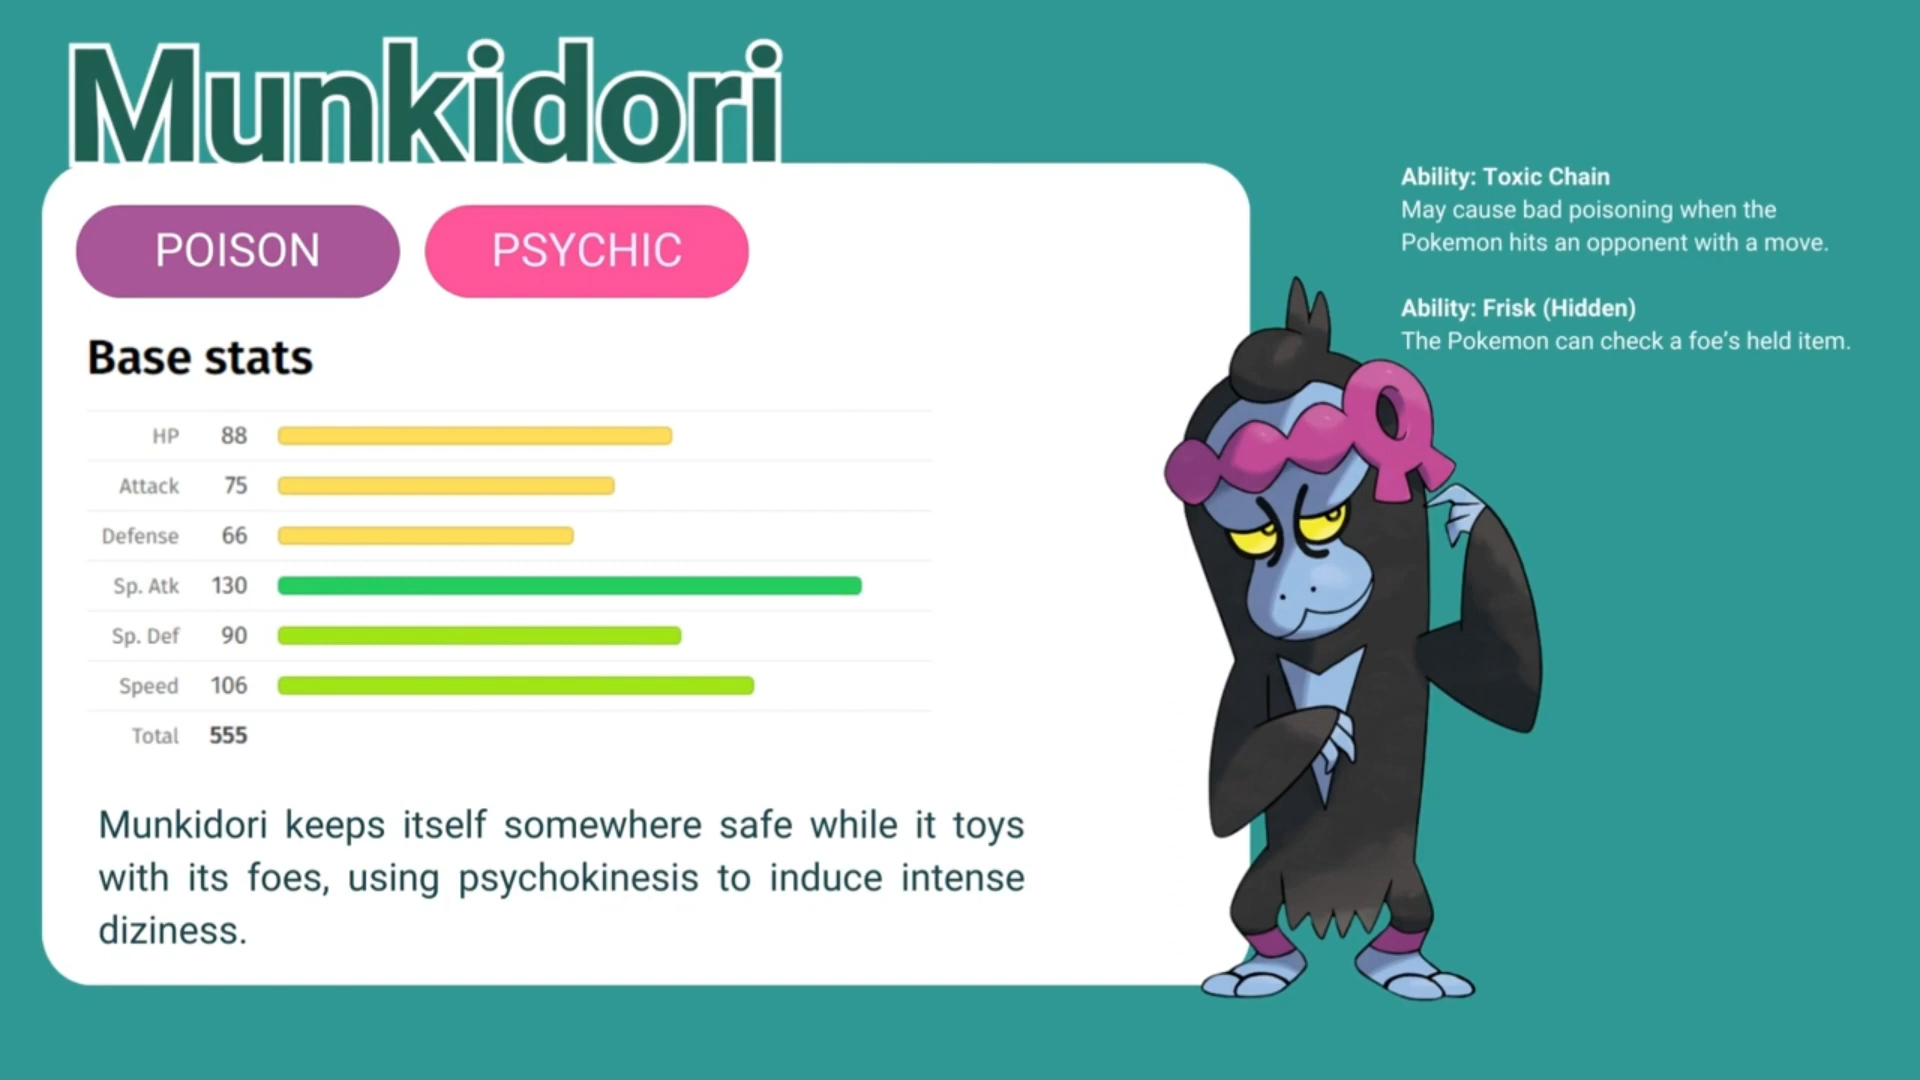 Munkidori
POISON
PSYCHIC
Base stats
HP 88
Attack 75
Defense 66
Sp. Atk 130
Sp. Def 90
Speed 106
Total 555
Munkidori keeps itself somewhere safe while it toys
with its foes, using psychokinesis to induce intense
diziness.
Ability: Toxic Chain
May cause bad poisoning when the
Pokemon hits an opponent with a move.
Ability: Frisk (Hidden)
The Pokemon can check a foe's held item.